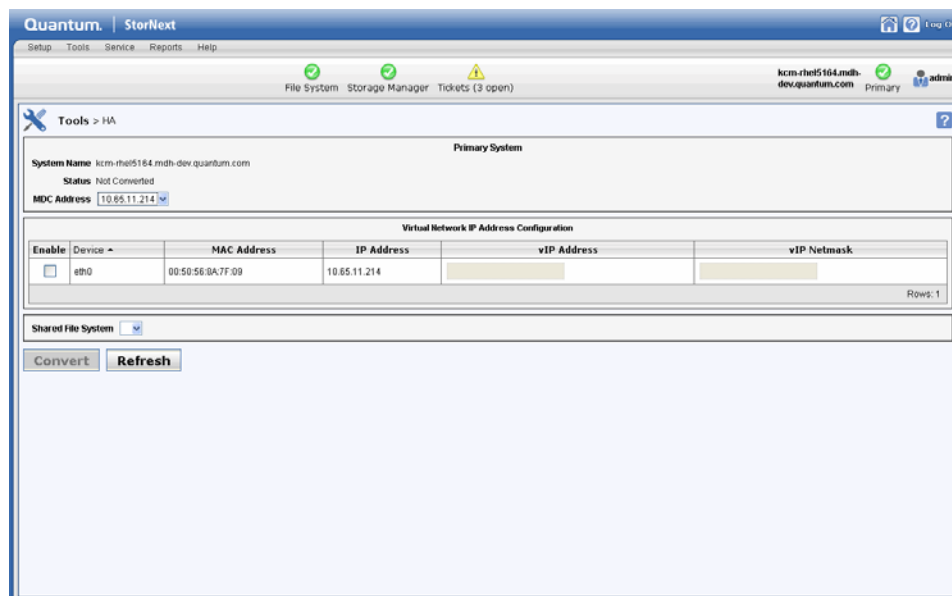 Quantum. | StorNext
Log O
Setup Tools Service Reports Help
File System Storage Manager Tickets (3 open)
kcm-rhel5164.mdh-
dev.quantum.com Primary admin
Tools > HA
Primary System
System Name kcm-rhel5164.mdh-dev.quantum.com
Status Not Converted
MDC Address 10.65.11.214
Virtual Network IP Address Configuration
Enable Device MAC Address IP Address vIP Address vIP Netmask
eth0 00:50:56:8A:7F:09 10.65.11.214
Rows: 1
Shared File System
Convert Refresh